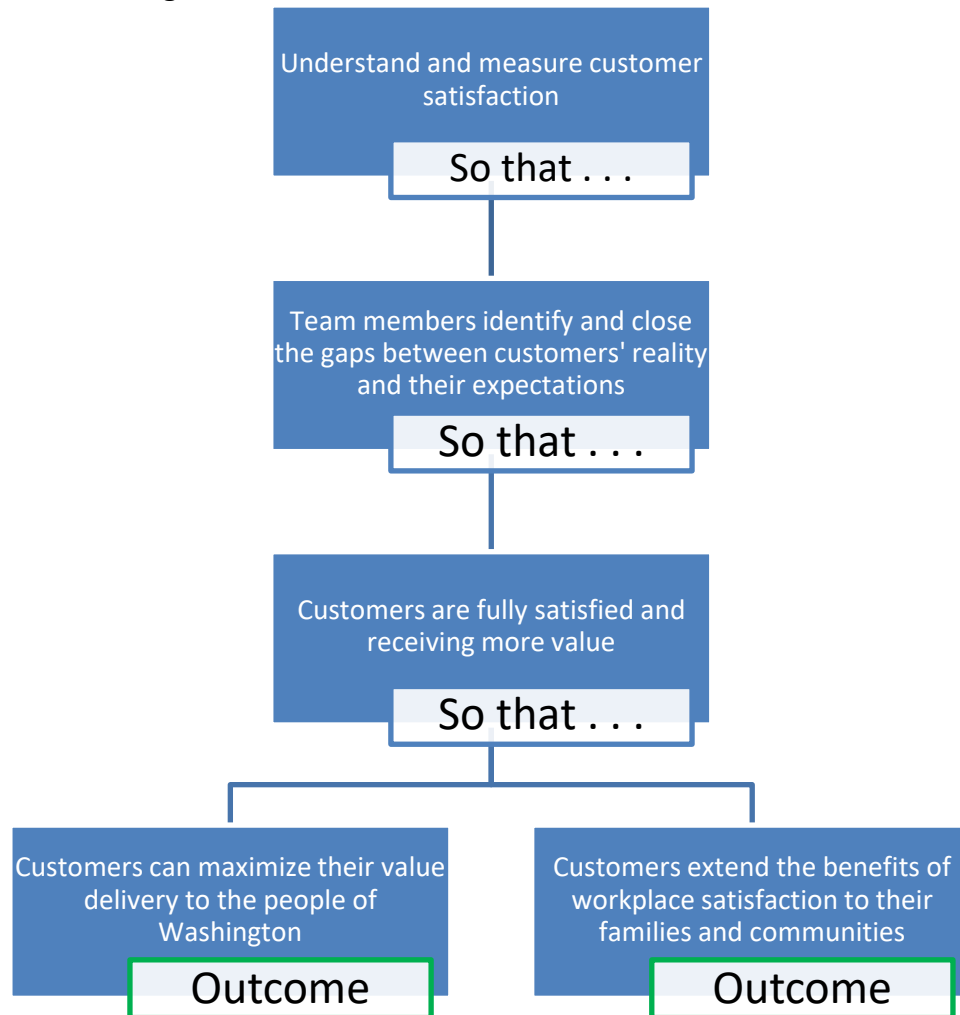 Understand and measure customer
satisfaction
So that . . .
Team members identify and close
the gaps between customers' reality
and their expectations
So that . . .
Customers are fully satisfied and
receiving more value
So that . . .
Customers can maximize their value
delivery to the people of
Washington
Outcome
Customers extend the benefits of
workplace satisfaction to their
families and communities
Outcome